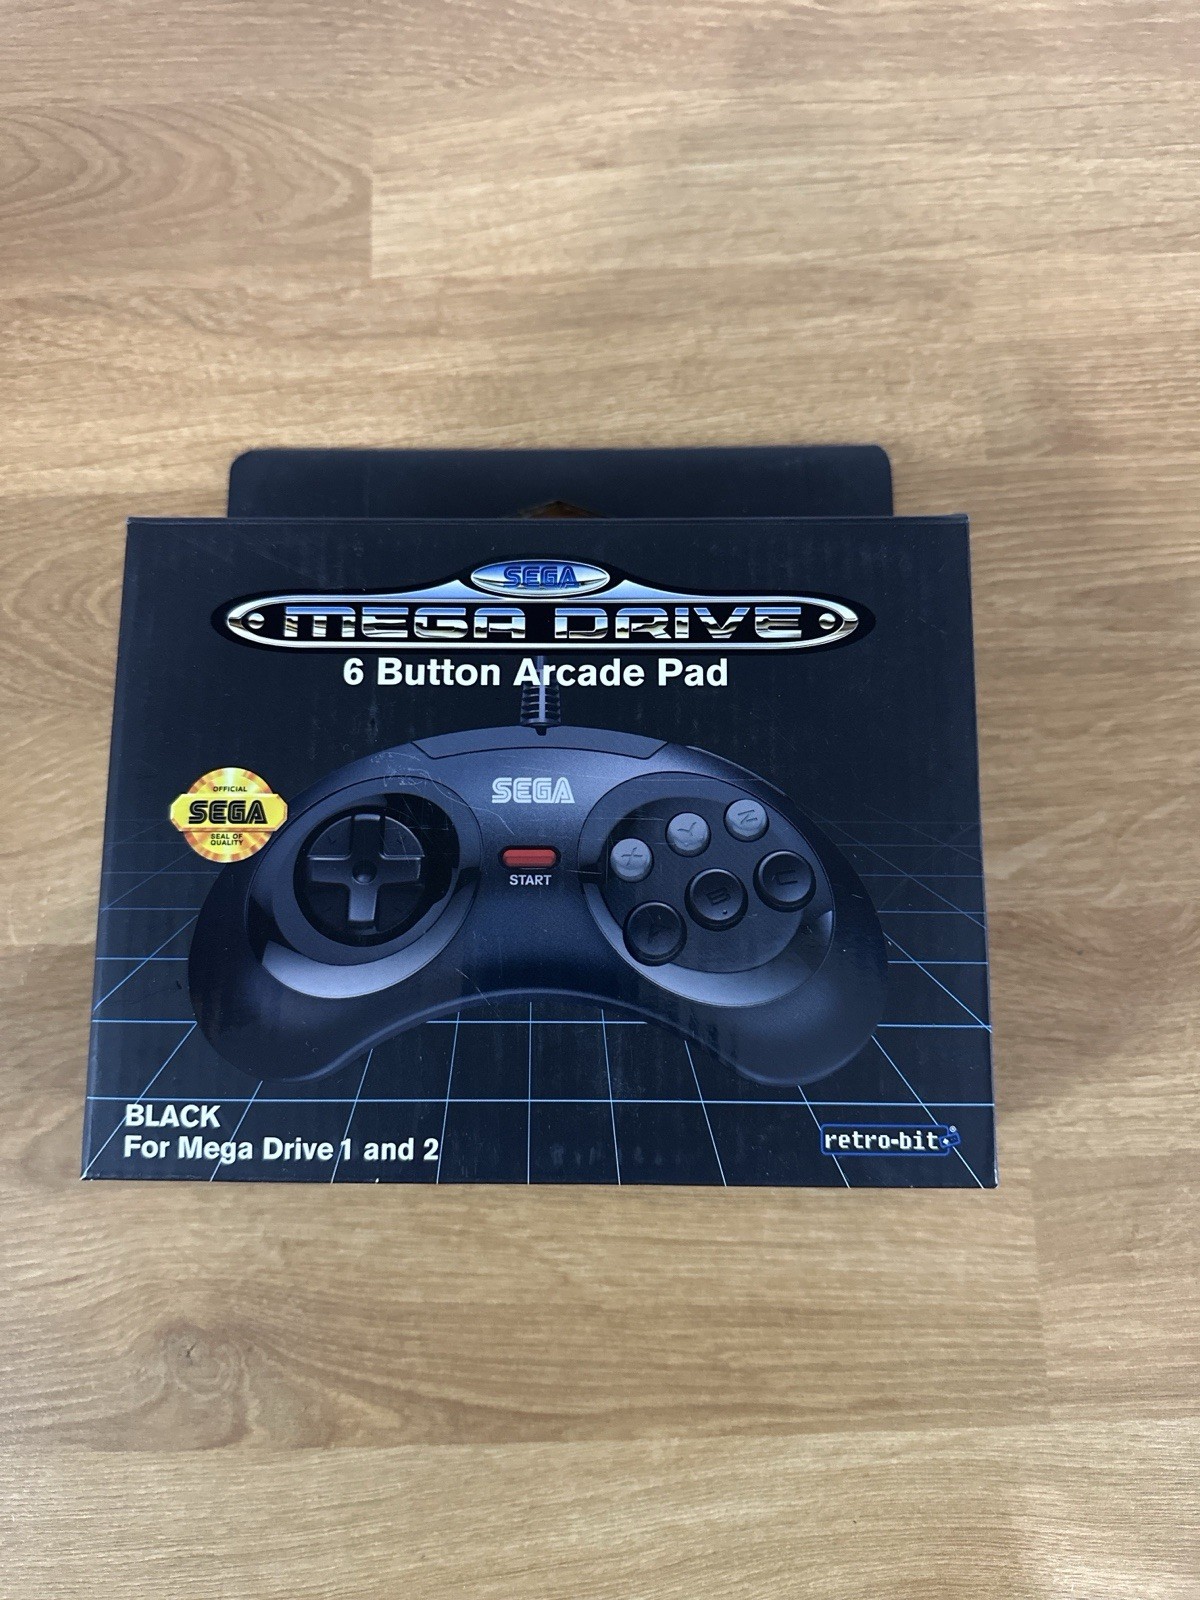 SEGA
MEGA DRIVE
6 Button Arcade Pad
SEGA
OFFICIAL
SEGA
SEAL OF
QUALITY
START
X
Y
Z
A
B
C
BLACK
For Mega Drive 1 and 2
retro-bit®